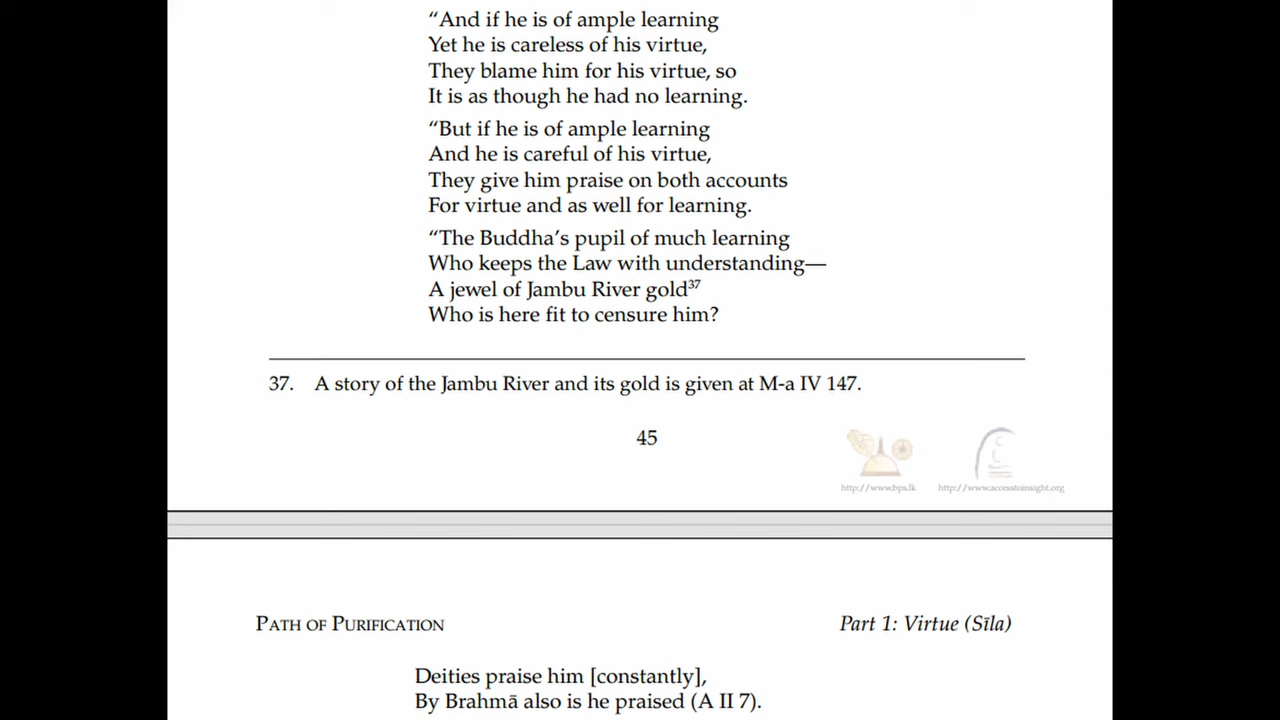 “And if he is of ample learning
Yet he is careless of his virtue,
They blame him for his virtue, so
It is as though he had no learning.
“But if he is of ample learning
And he is careful of his virtue,
They give him praise on both accounts
For virtue and as well for learning.
“The Buddha’s pupil of much learning
Who keeps the Law with understanding—
A jewel of Jambu River gold³⁷
Who is here fit to censure him?
37. A story of the Jambu River and its gold is given at M-a IV 147.
45
http://www.bps.lk http://www.accesstoinsight.org
PATH OF PURIFICATION Part 1: Virtue (Sīla)
Deities praise him [constantly],
By Brahmā also is he praised (A II 7).